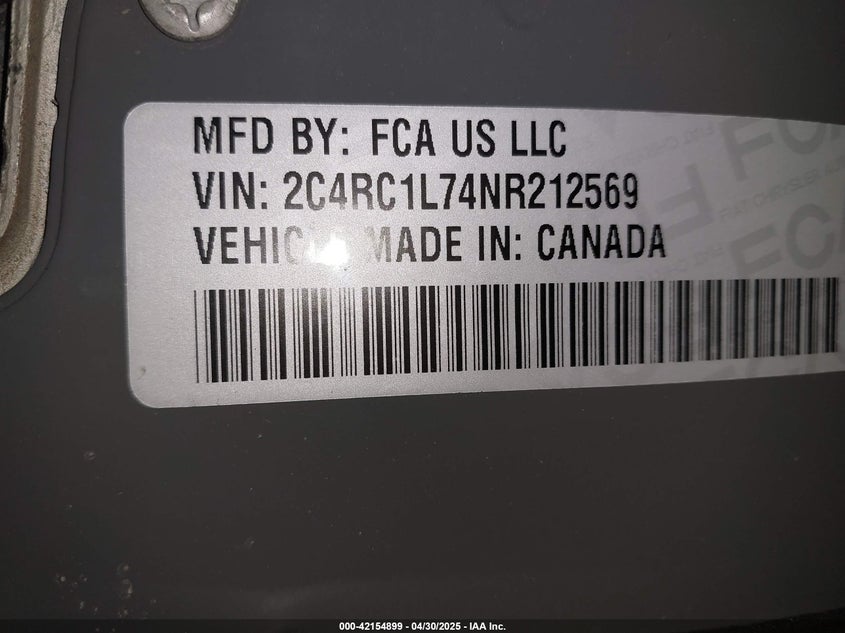 MFD BY: FCA US LLC
VIN: 2C4RC1L74NR212569
MADE IN: CANADA
000-42154899 - 04/30/2025 - IAA Inc.